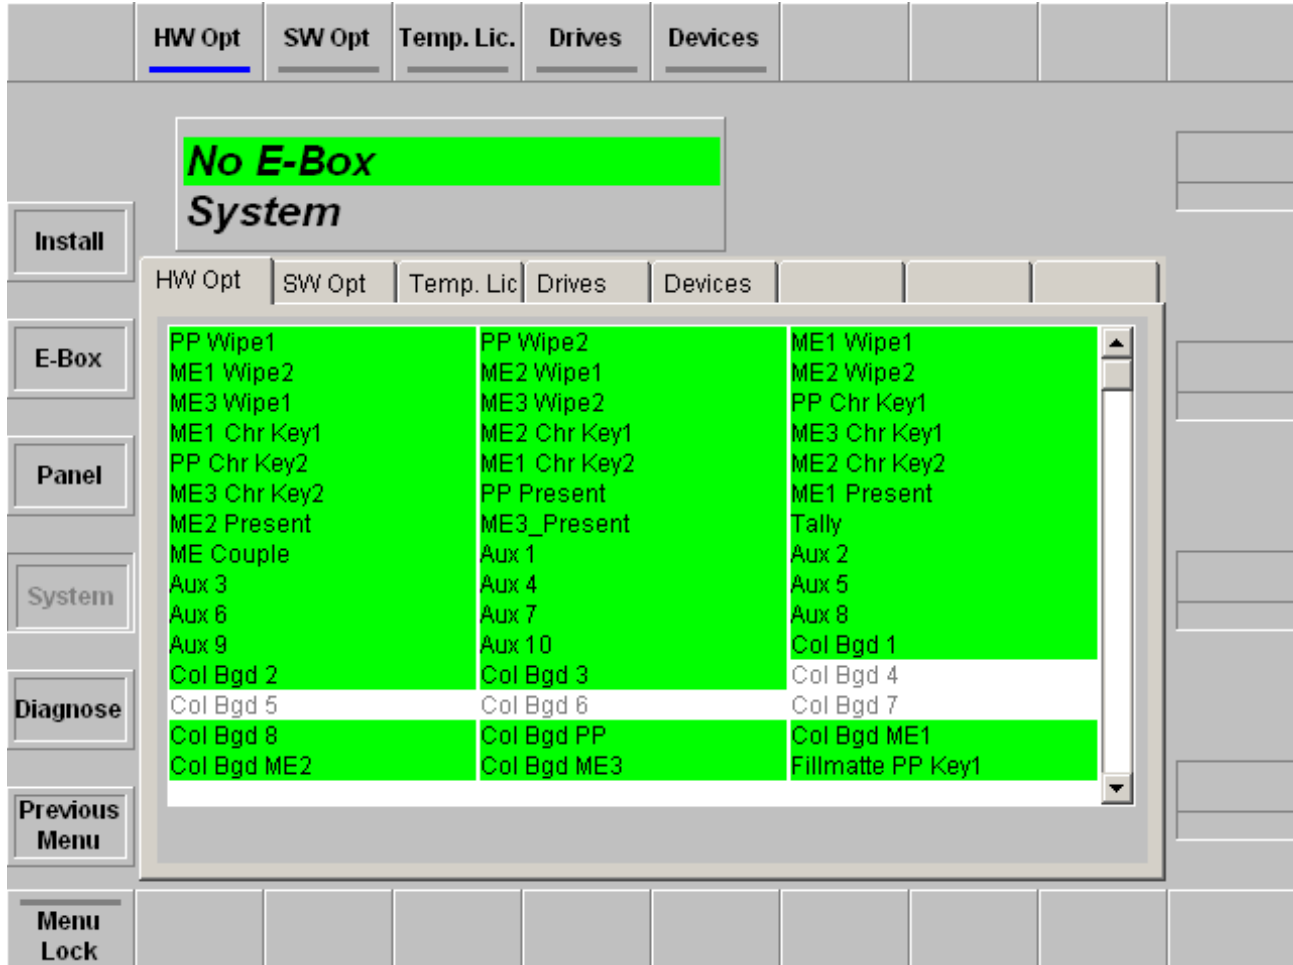 HW Opt SW Opt Temp. Lic. Drives Devices
No E-Box
System
Install
HW Opt SW Opt Temp. Lic Drives Devices
E-Box
Panel
System
Diagnose
Previous
Menu
PP Wipe1 PP Wipe2 ME1 Wipe1
ME1 Wipe2 ME2 Wipe1 ME2 Wipe2
ME3 Wipe1 ME3 Wipe2 PP Chr Key1
ME1 Chr Key1 ME2 Chr Key1 ME3 Chr Key1
PP Chr Key2 ME1 Chr Key2 ME2 Chr Key2
ME3 Chr Key2 PP Present ME1 Present
ME2 Present ME3_Present Tally
ME Couple Aux 1 Aux 2
Aux 3 Aux 4 Aux 5
Aux 6 Aux 7 Aux 8
Aux 9 Aux 10 Col Bgd 1
Col Bgd 2 Col Bgd 3 Col Bgd 4
Col Bgd 5 Col Bgd 6 Col Bgd 7
Col Bgd 8 Col Bgd PP Col Bgd ME1
Col Bgd ME2 Col Bgd ME3 Fillmatte PP Key1
Menu
Lock